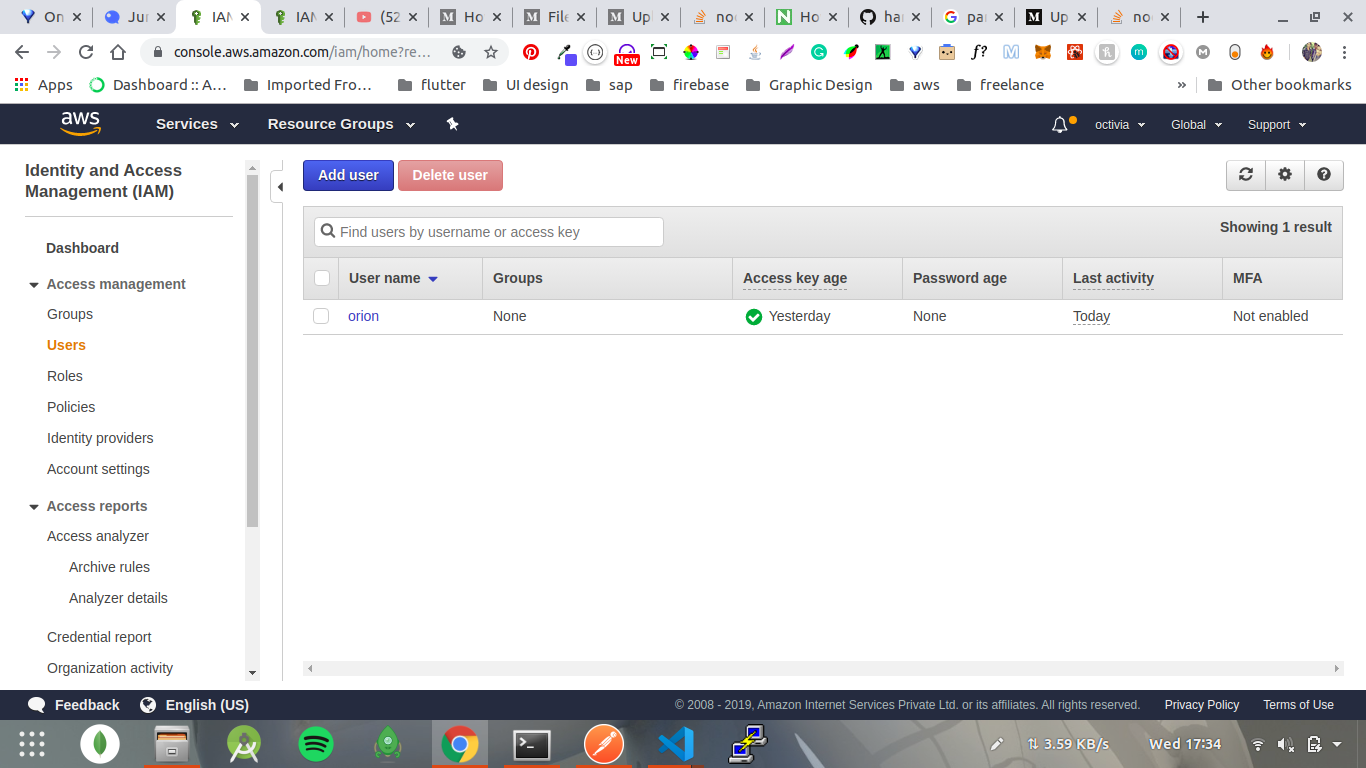 On
Jur
IAM
IAM
(52
Ho
File
Up
noc
Ho
har
par
Up
noc
console.aws.amazon.com/iam/home?re…
New
f?
Apps
Dashboard :: A…
Imported Fro…
flutter
UI design
sap
firebase
Graphic Design
aws
freelance
»
Other bookmarks
aws
Services
Resource Groups
octivia
Global
Support
Identity and Access
Management (IAM)
Dashboard
Access management
Groups
Users
Roles
Policies
Identity providers
Account settings
Access reports
Access analyzer
Archive rules
Analyzer details
Credential report
Organization activity
Add user
Delete user
Find users by username or access key
Showing 1 result
User name
Groups
Access key age
Password age
Last activity
MFA
orion
None
Yesterday
None
Today
Not enabled
Feedback
English (US)
© 2008 - 2019, Amazon Internet Services Private Ltd. or its affiliates. All rights reserved.
Privacy Policy
Terms of Use
3.59 KB/s
Wed 17:34